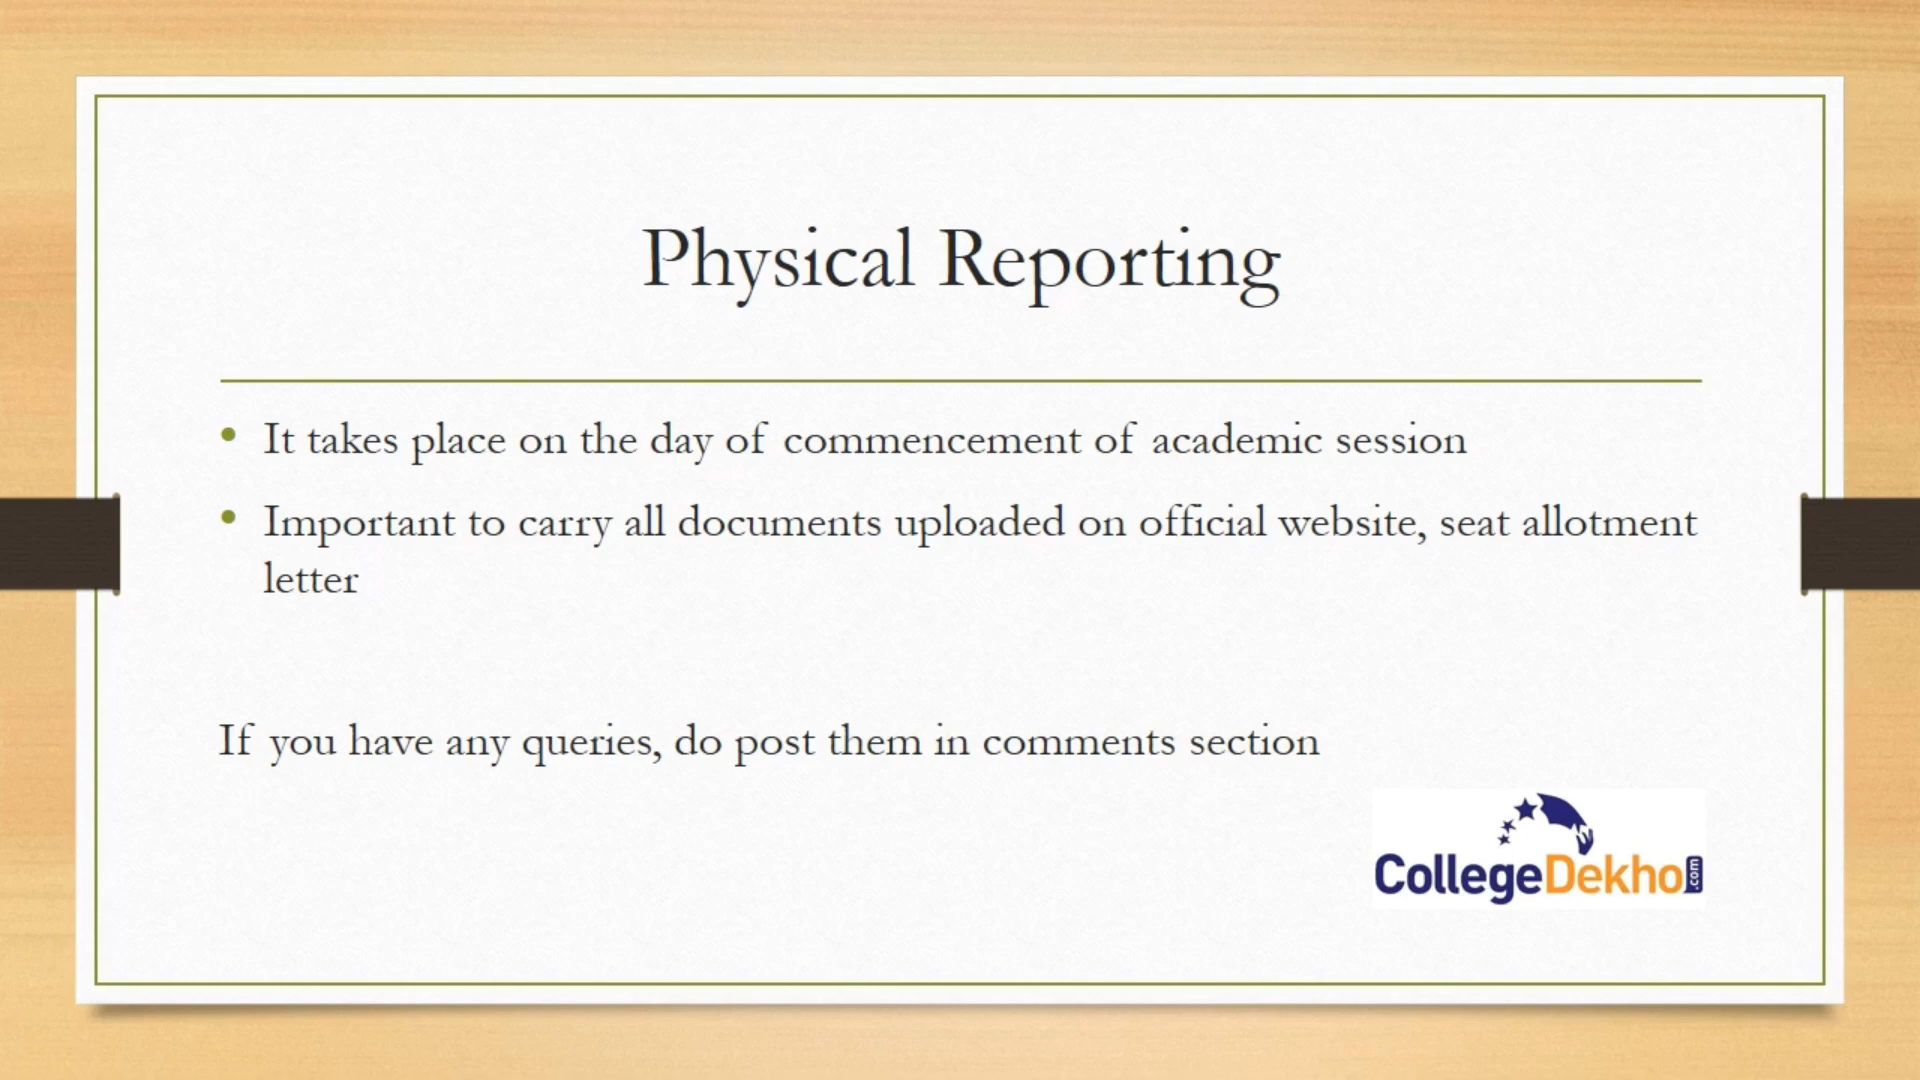 Physical Reporting
• It takes place on the day of commencement of academic session
• Important to carry all documents uploaded on official website, seat allotment
letter
If you have any queries, do post them in comments section
CollegeDekho.com